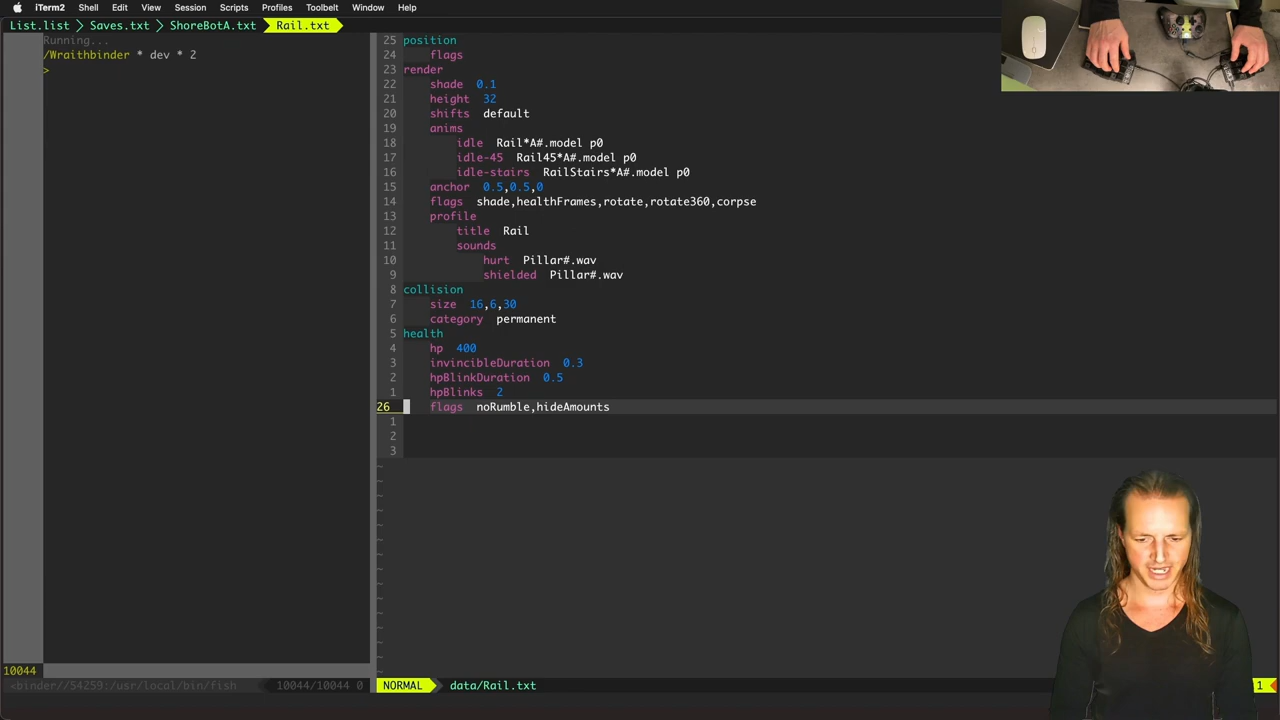 iTerm2 Shell Edit View Session Scripts Profiles Toolbelt Window Help
List.list Saves.txt ShoreBotA.txt Rail.txt
Running...
/Wraithbinder * dev * 2
>
10044
<binder//54259:/usr/local/bin/fish 10044/10044 0
25 position
24 flags
23 render
22 shade 0.1
21 height 32
20 shifts default
19 anims
18 idle Rail*A#.model p0
17 idle-45 Rail45*A#.model p0
16 idle-stairs RailStairs*A#.model p0
15 anchor 0.5,0.5,0
14 flags shade,healthFrames,rotate,rotate360,corpse
13 profile
12 title Rail
11 sounds
10 hurt Pillar#.wav
9 shielded Pillar#.wav
8 collision
7 size 16,6,30
6 category permanent
5 health
4 hp 400
3 invincibleDuration 0.3
2 hpBlinkDuration 0.5
1 hpBlinks 2
26 flags noRumble,hideAmounts
1
2
3
~
~
~
~
~
~
~
~
~
~
~
~
~
~
NORMAL data/Rail.txt 1